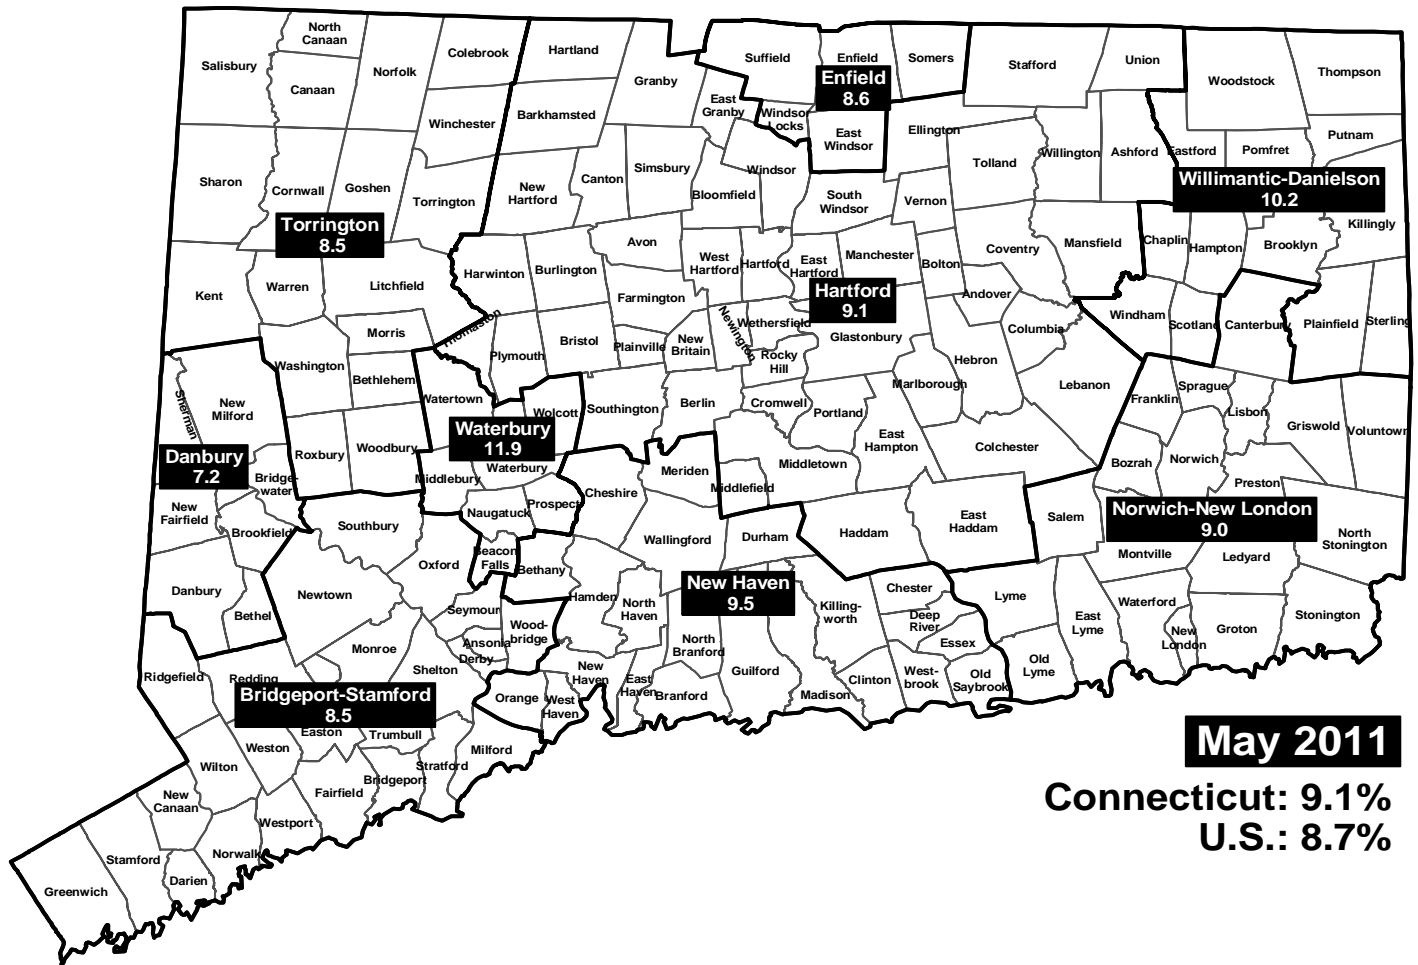 North
Canaan
Colebrook
Hartland
Suffield
Enfield
Somers
Stafford
Union
Woodstock
Thompson
Salisbury
Canaan
Norfolk
Winchester
Barkhamsted
Granby
East
Granby
Windsor
Locks
Enfield
8.6
East
Windsor
Ellington
Tolland
Willington
Ashford
Eastford
Pomfret
Putnam
Sharon
Cornwall
Goshen
Torrington
New
Hartford
Canton
Simsbury
Bloomfield
Windsor
South
Windsor
Vernon
Willimantic-Danielson
10.2
Killingly
Torrington
8.5
Avon
West
Hartford
Hartford
East
Hartford
Manchester
Bolton
Coventry
Mansfield
Chaplin
Hampton
Brooklyn
Kent
Warren
Litchfield
Harwinton
Burlington
Farmington
Hartford
9.1
Andover
Columbia
Windham
Scotland
Canterbury
Plainfield
Sterling
Morris
Thomaston
Plymouth
Bristol
Plainville
New
Britain
Newington
Wethersfield
Rocky
Hill
Glastonbury
Hebron
Marlborough
Lebanon
Washington
Bethlehem
Watertown
Wolcott
Southington
Berlin
Cromwell
Portland
East
Hampton
Colchester
Franklin
Sprague
Lisbon
Griswold
Voluntown
Sherman
New
Milford
Roxbury
Woodbury
Waterbury
11.9
Waterbury
Middlebury
Danbury
7.2
Bridge-
water
Meriden
Middlefield
Middletown
Bozrah
Norwich
Preston
New
Fairfield
Brookfield
Southbury
Naugatuck
Prospect
Cheshire
Wallingford
Durham
Haddam
East
Haddam
Salem
Norwich-New London
9.0
North
Stonington
Montville
Ledyard
Danbury
Bethel
Newtown
Oxford
Beacon
Falls
Bethany
Hamden
North
Haven
New Haven
9.5
Killing-
worth
Chester
Deep
River
Essex
Lyme
East
Lyme
Waterford
New
London
Groton
Stonington
Seymour
Wood-
bridge
Ansonia
Derby
Monroe
Shelton
North
Branford
Guilford
Madison
Clinton
West-
brook
Old
Saybrook
Old
Lyme
Ridgefield
Redding
Bridgeport-Stamford
8.5
Orange
West
Haven
New
Haven
East
Haven
Branford
Easton
Trumbull
Milford
Stratford
Wilton
Weston
Bridgeport
Fairfield
Westport
New
Canaan
Norwalk
Darien
Stamford
Greenwich
May 2011
Connecticut: 9.1%
U.S.: 8.7%